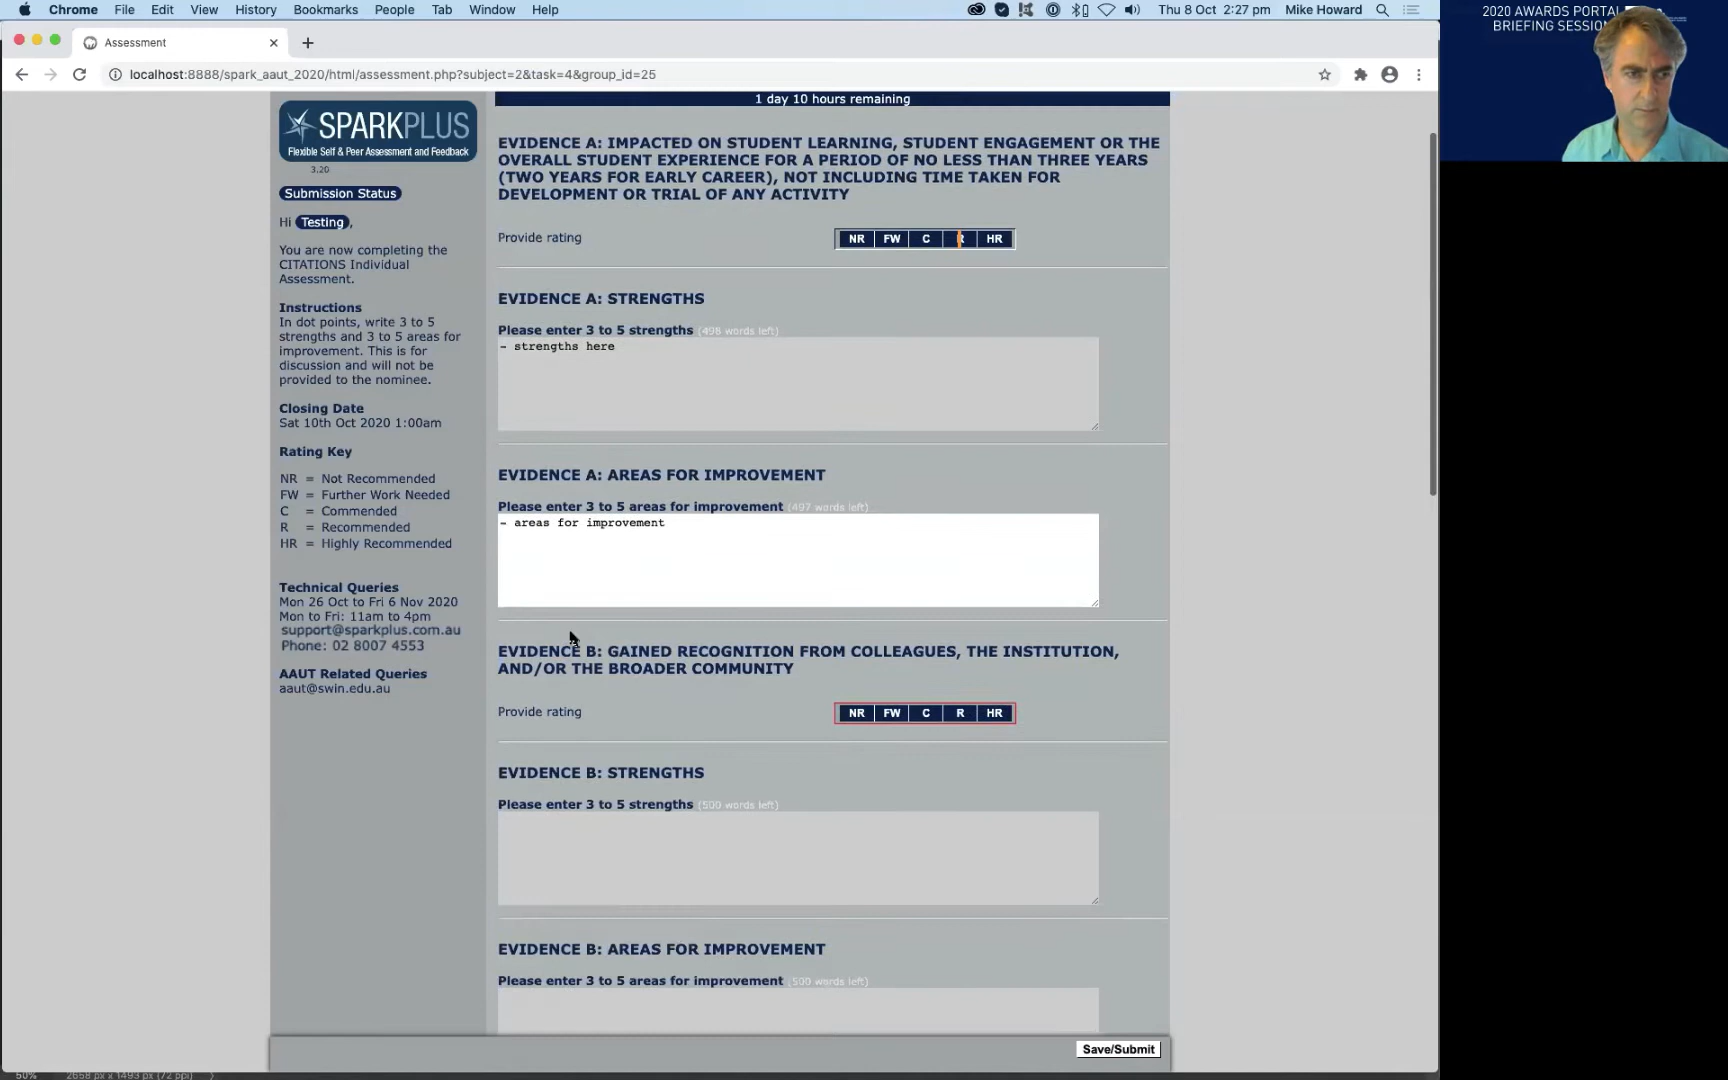 Chrome File Edit View History Bookmarks People Tab Window Help Thu 8 Oct 2:27 pm Mike Howard
2020 AWARDS PORTAL
BRIEFING SESSIO
Assessment
localhost:8888/spark_aaut_2020/html/assessment.php?subject=2&task=4&group_id=25
1 day 10 hours remaining
SPARKPLUS
Flexible Self & Peer Assessment and Feedback
3.20
Submission Status
Hi Testing,
You are now completing the
CITATIONS Individual
Assessment.
Instructions
In dot points, write 3 to 5
strengths and 3 to 5 areas for
improvement. This is for
discussion and will not be
provided to the nominee.
Closing Date
Sat 10th Oct 2020 1:00am
Rating Key
NR = Not Recommended
FW = Further Work Needed
C = Commended
R = Recommended
HR = Highly Recommended
Technical Queries
Mon 26 Oct to Fri 6 Nov 2020
Mon to Fri: 11am to 4pm
support@sparkplus.com.au
Phone: 02 8007 4553
AAUT Related Queries
aaut@swin.edu.au
EVIDENCE A: IMPACTED ON STUDENT LEARNING, STUDENT ENGAGEMENT OR THE
OVERALL STUDENT EXPERIENCE FOR A PERIOD OF NO LESS THAN THREE YEARS
(TWO YEARS FOR EARLY CAREER), NOT INCLUDING TIME TAKEN FOR
DEVELOPMENT OR TRIAL OF ANY ACTIVITY
Provide rating NR FW C R HR
EVIDENCE A: STRENGTHS
Please enter 3 to 5 strengths (498 words left)
- strengths here
EVIDENCE A: AREAS FOR IMPROVEMENT
Please enter 3 to 5 areas for improvement (497 words left)
- areas for improvement
EVIDENCE B: GAINED RECOGNITION FROM COLLEAGUES, THE INSTITUTION,
AND/OR THE BROADER COMMUNITY
Provide rating NR FW C R HR
EVIDENCE B: STRENGTHS
Please enter 3 to 5 strengths (500 words left)
EVIDENCE B: AREAS FOR IMPROVEMENT
Please enter 3 to 5 areas for improvement (500 words left)
Save/Submit
50% 2658 px x 1493 px (72 ppi)